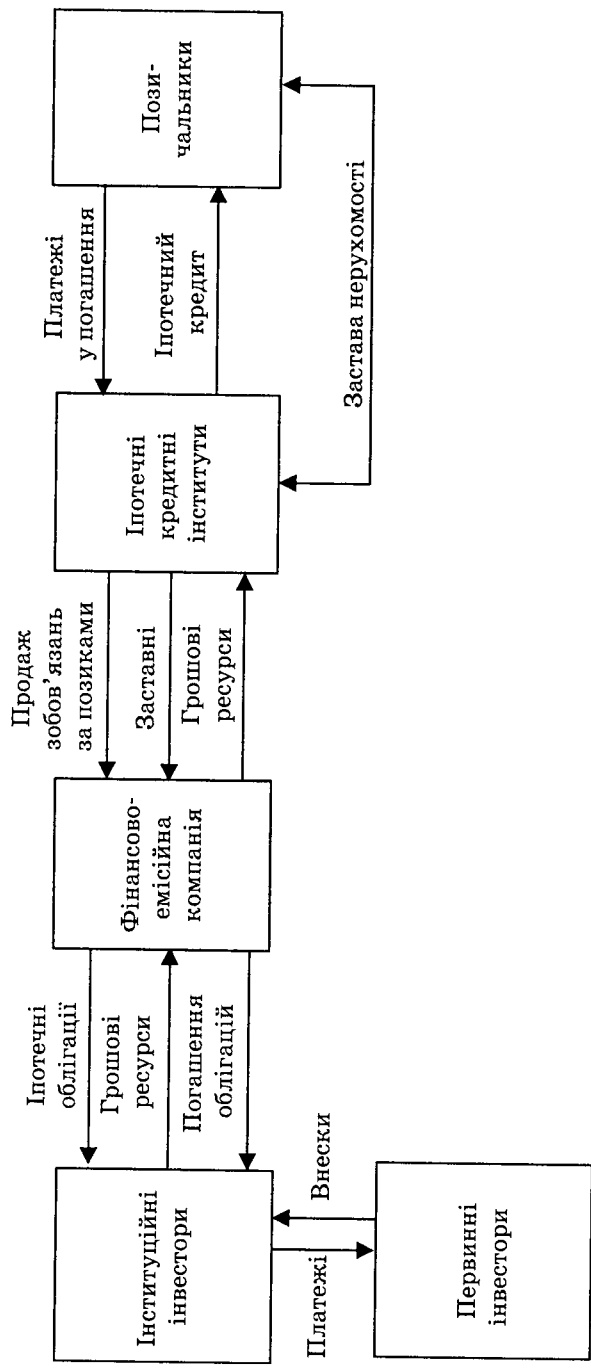 Інституційні
інвестори
Іпотечні
облігації
Грошові
ресурси
Погашення
облігацій
Платежі
Внески
Первинні
інвестори
Фінансово-
емісійна
компанія
Продаж
зобов’язань
за позиками
Заставні
Грошові
ресурси
Іпотечні
кредитні
інститути
Платежі
у погашення
Іпотечний
кредит
Пози-
чальники
Застава нерухомості